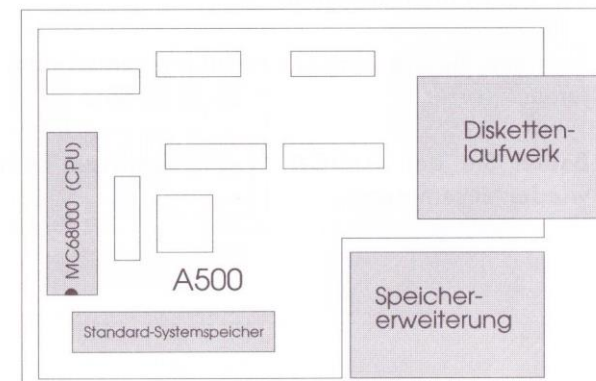 Disketten-
laufwerk
MC68000 (CPU)
A500
Speicher-
erweiterung
Standard-Systemspeicher